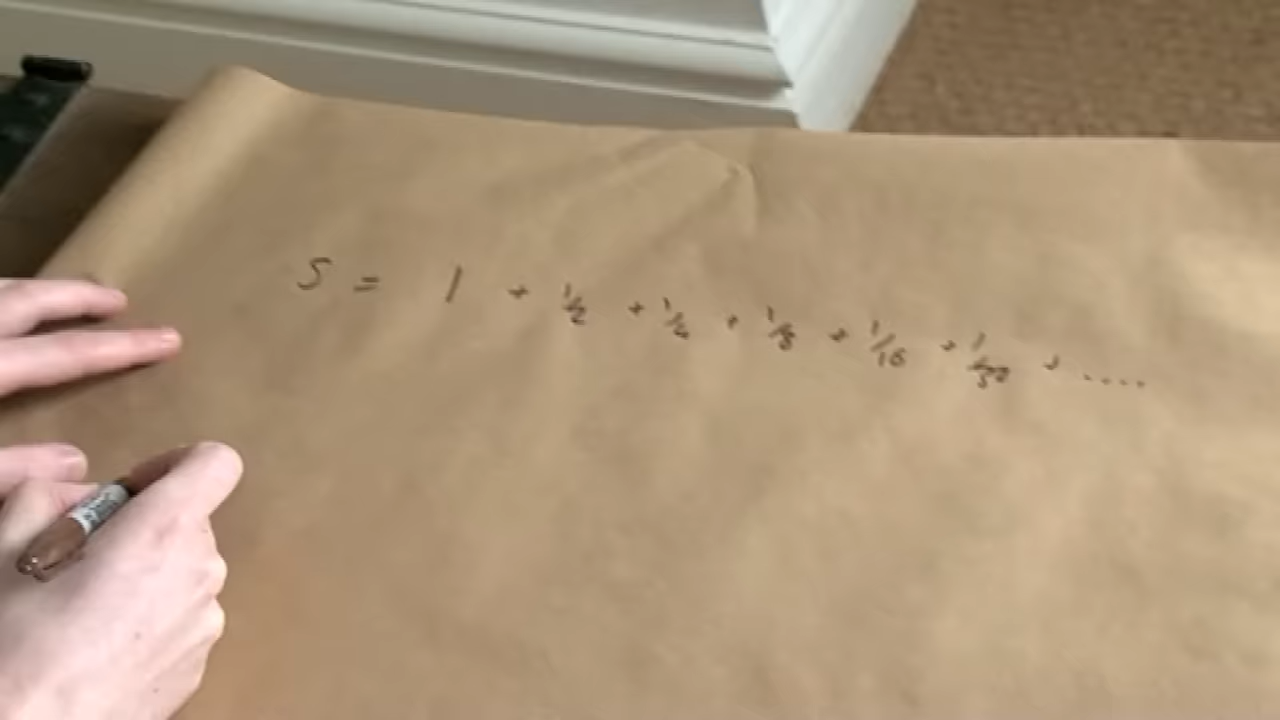 S = 1 + 1/2 + 1/4 + 1/8 + 1/16 + 1/32 + ....